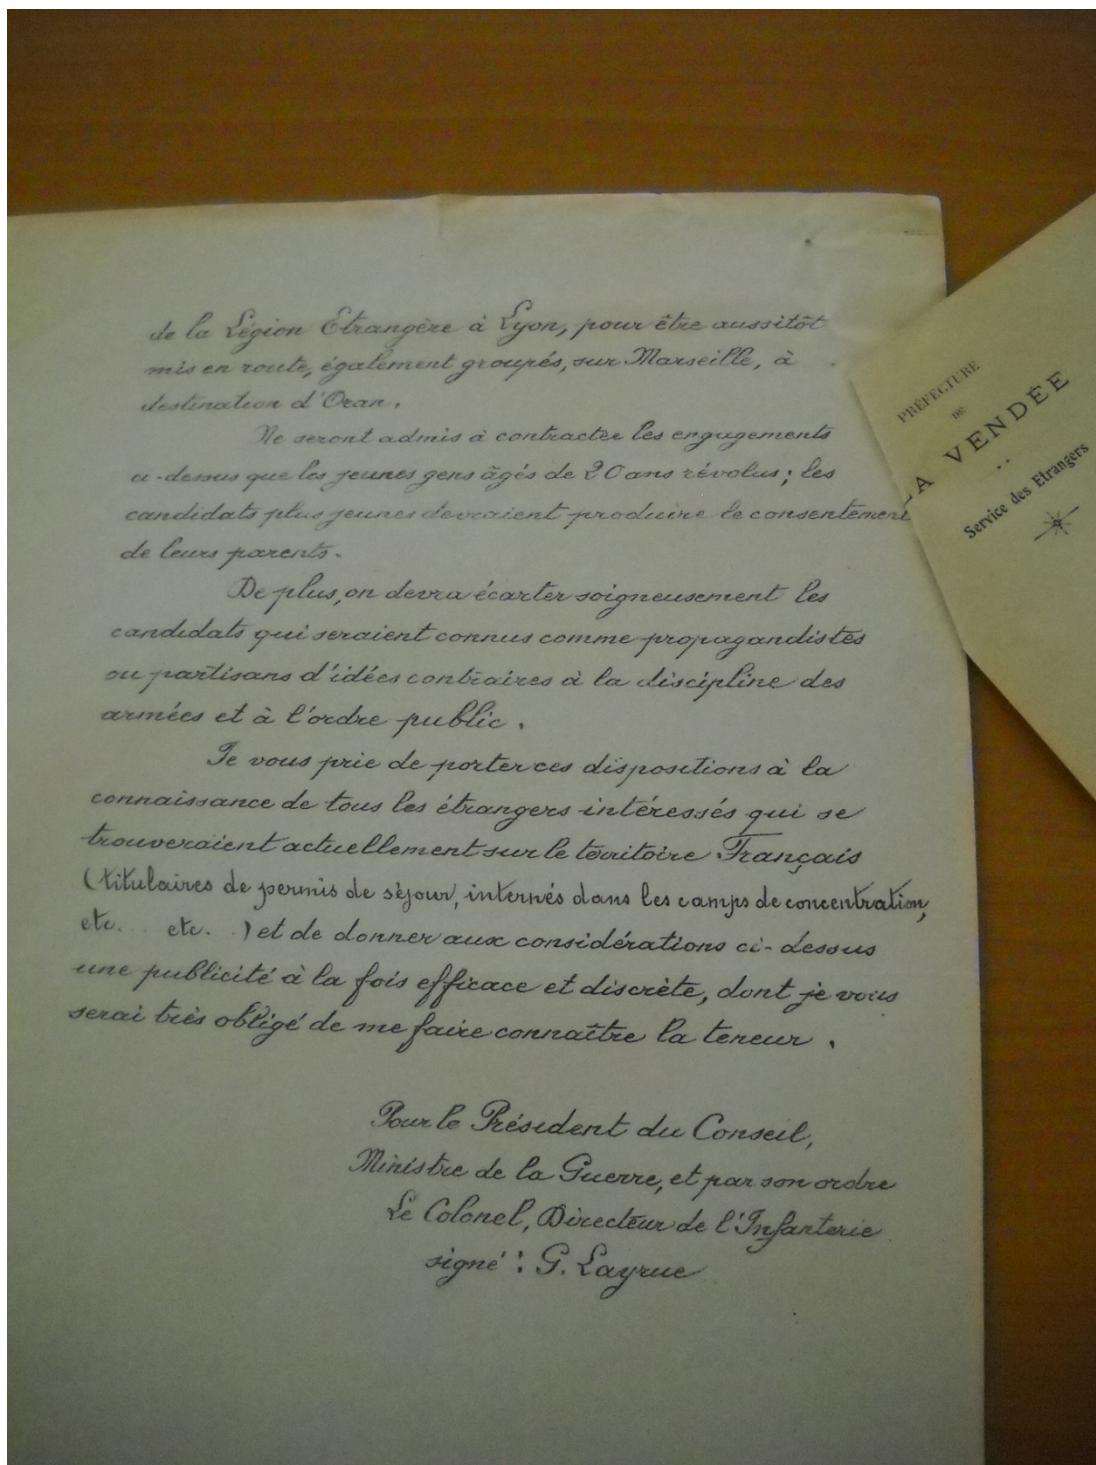 de la Légion Etrangère à Lyon, pour être aussitôt
mis en route, également groupés, sur Marseille, à
destination d'Oran.
Ne seront admis à contracter les engagements
ci-dessus que les jeunes gens âgés de 20 ans révolus ; les
candidats plus jeunes devraient produire le consentement
de leurs parents.
De plus, on devra écarter soigneusement les
candidats qui seraient connus comme propagandistes
ou partisans d'idées contraires à la discipline des
armées et à l'ordre public.
Je vous prie de porter ces dispositions à la
connaissance de tous les étrangers intéressés qui se
trouveraient actuellement sur le territoire Français
(titulaires de permis de séjour, internés dans les camps de concentration,
etc. etc. ) et de donner aux considérations ci-dessus
une publicité à la fois efficace et discrète, dont je vous
serai très obligé de me faire connaître la teneur.
Pour le Président du Conseil,
Ministre de la Guerre, et par son ordre
Le Colonel, Directeur de l'Infanterie
signé : G. Layrue
PRÉFECTURE
DE
LA VENDÉE
Service des Etrangers